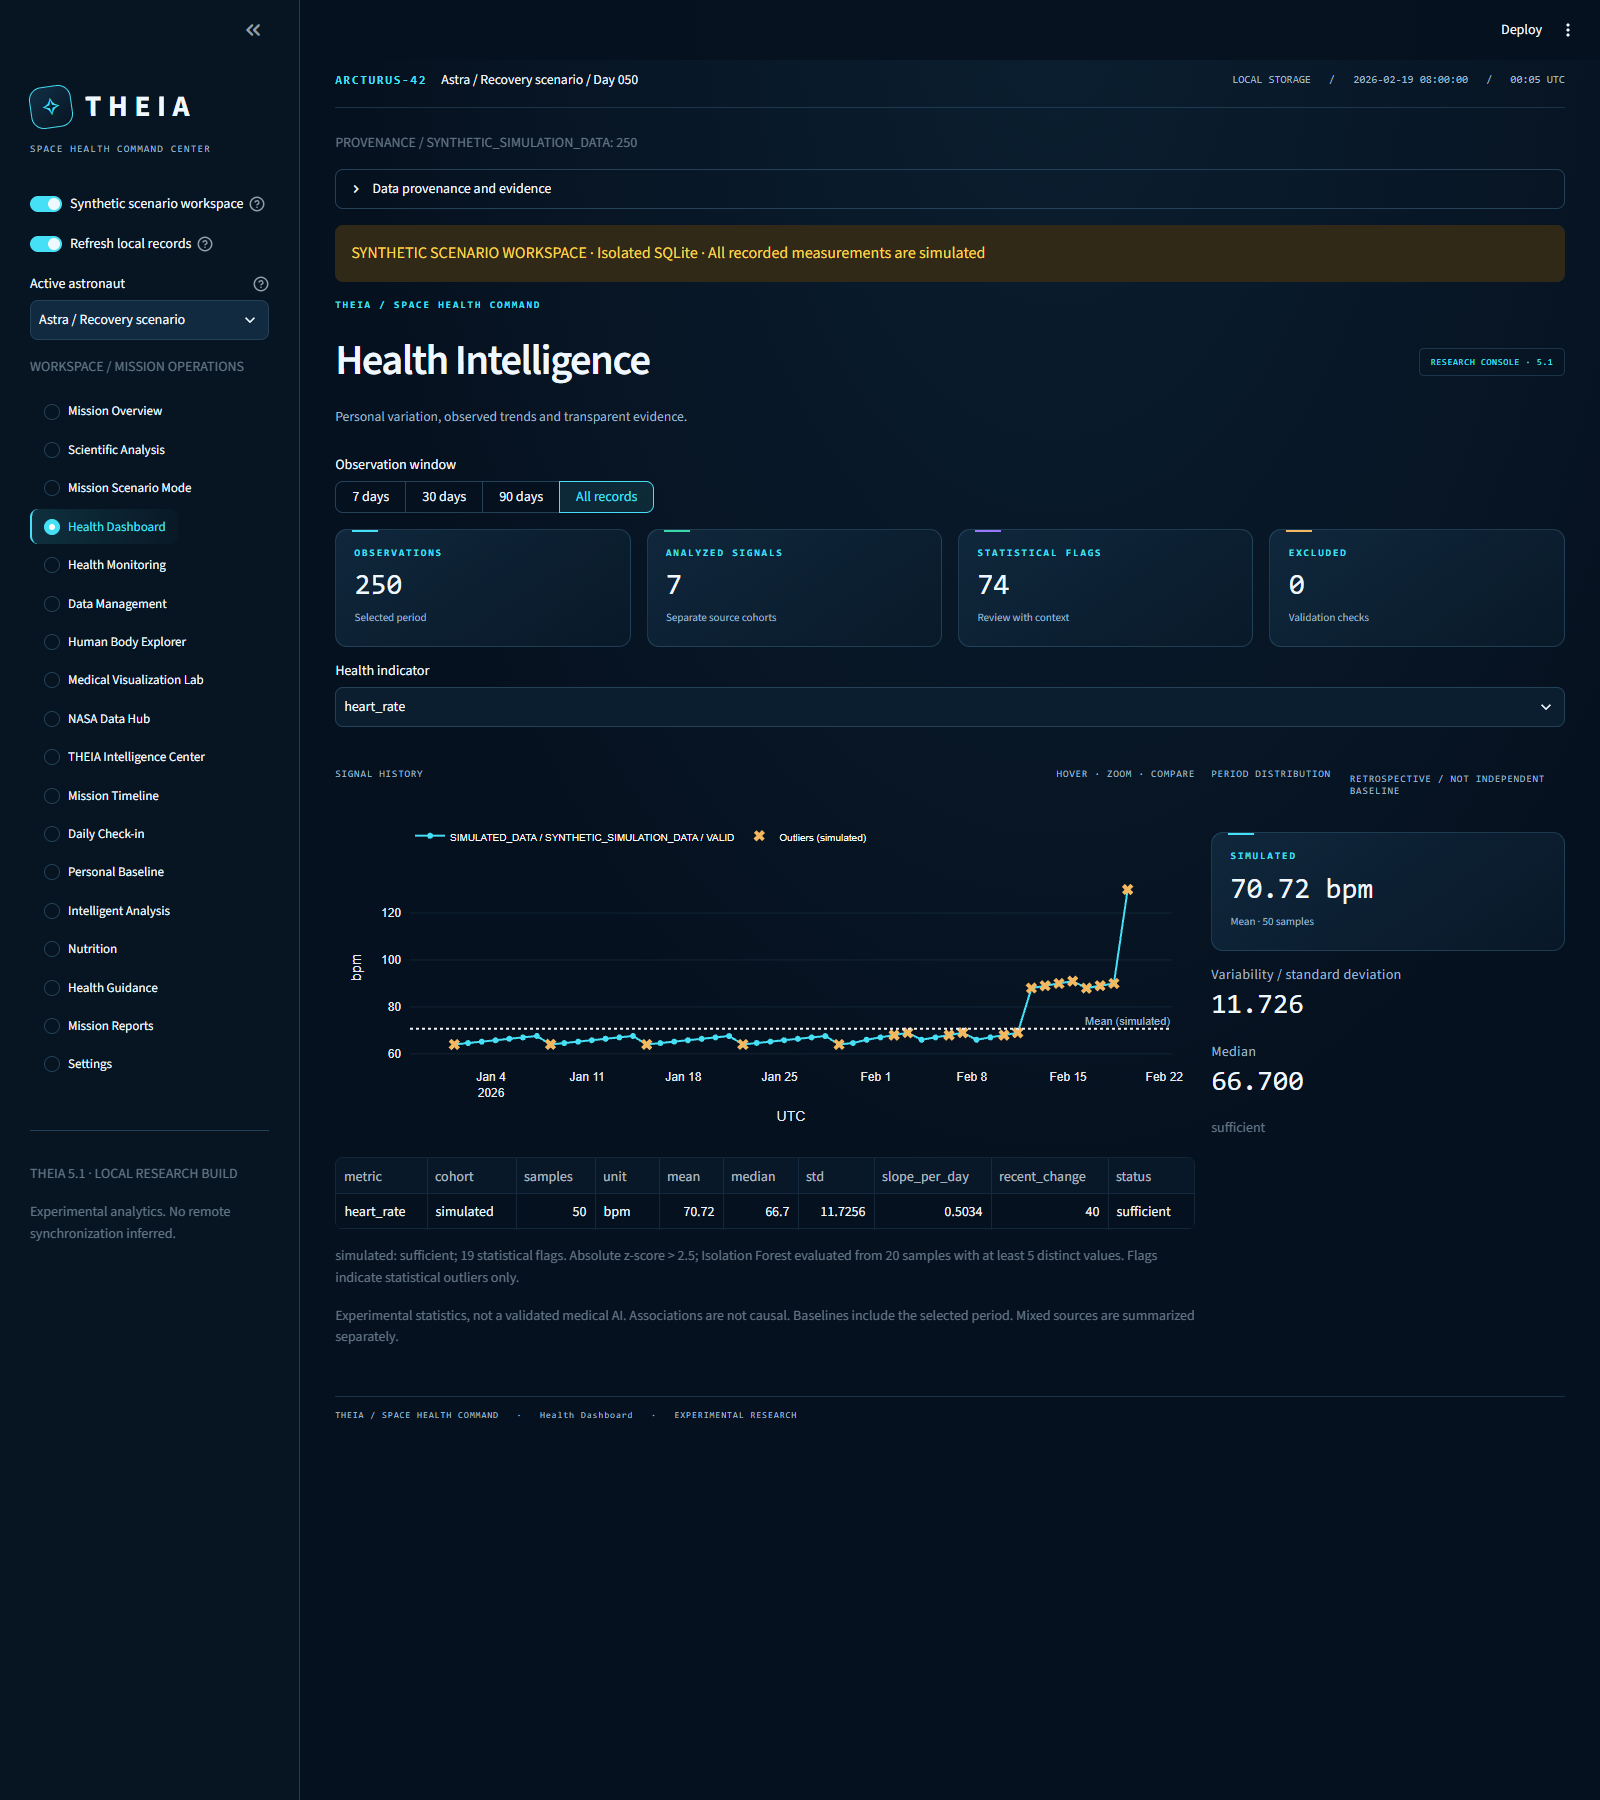 Deploy
THEIA
SPACE HEALTH COMMAND CENTER
Synthetic scenario workspace
Refresh local records
Active astronaut
Astra / Recovery scenario
WORKSPACE / MISSION OPERATIONS
Mission Overview
Scientific Analysis
Mission Scenario Mode
Health Dashboard
Health Monitoring
Data Management
Human Body Explorer
Medical Visualization Lab
NASA Data Hub
THEIA Intelligence Center
Mission Timeline
Daily Check-in
Personal Baseline
Intelligent Analysis
Nutrition
Health Guidance
Mission Reports
Settings
THEIA 5.1 · LOCAL RESEARCH BUILD
Experimental analytics. No remote
synchronization inferred.
ARCTURUS-42 Astra / Recovery scenario / Day 050
LOCAL STORAGE / 2026-02-19 08:00:00 / 00:05 UTC
PROVENANCE / SYNTHETIC_SIMULATION_DATA: 250
Data provenance and evidence
SYNTHETIC SCENARIO WORKSPACE · Isolated SQLite · All recorded measurements are simulated
THEIA / SPACE HEALTH COMMAND
Health Intelligence
RESEARCH CONSOLE · 5.1
Personal variation, observed trends and transparent evidence.
Observation window
7 days 30 days 90 days All records
OBSERVATIONS
250
Selected period
ANALYZED SIGNALS
7
Separate source cohorts
STATISTICAL FLAGS
74
Review with context
EXCLUDED
0
Validation checks
Health indicator
heart_rate
SIGNAL HISTORY
HOVER · ZOOM · COMPARE
PERIOD DISTRIBUTION
RETROSPECTIVE / NOT INDEPENDENT
BASELINE
SIMULATED_DATA / SYNTHETIC_SIMULATION_DATA / VALID
Outliers (simulated)
120
100
80
60
bpm
Mean (simulated)
Jan 4
2026
Jan 11
Jan 18
Jan 25
Feb 1
Feb 8
Feb 15
Feb 22
UTC
SIMULATED
70.72 bpm
Mean · 50 samples
Variability / standard deviation
11.726
Median
66.700
sufficient
metric cohort samples unit mean median std slope_per_day recent_change status
heart_rate simulated 50 bpm 70.72 66.7 11.7256 0.5034 40 sufficient
simulated: sufficient; 19 statistical flags. Absolute z-score > 2.5; Isolation Forest evaluated from 20 samples with at least 5 distinct values. Flags
indicate statistical outliers only.
Experimental statistics, not a validated medical AI. Associations are not causal. Baselines include the selected period. Mixed sources are summarized
separately.
THEIA / SPACE HEALTH COMMAND · Health Dashboard · EXPERIMENTAL RESEARCH